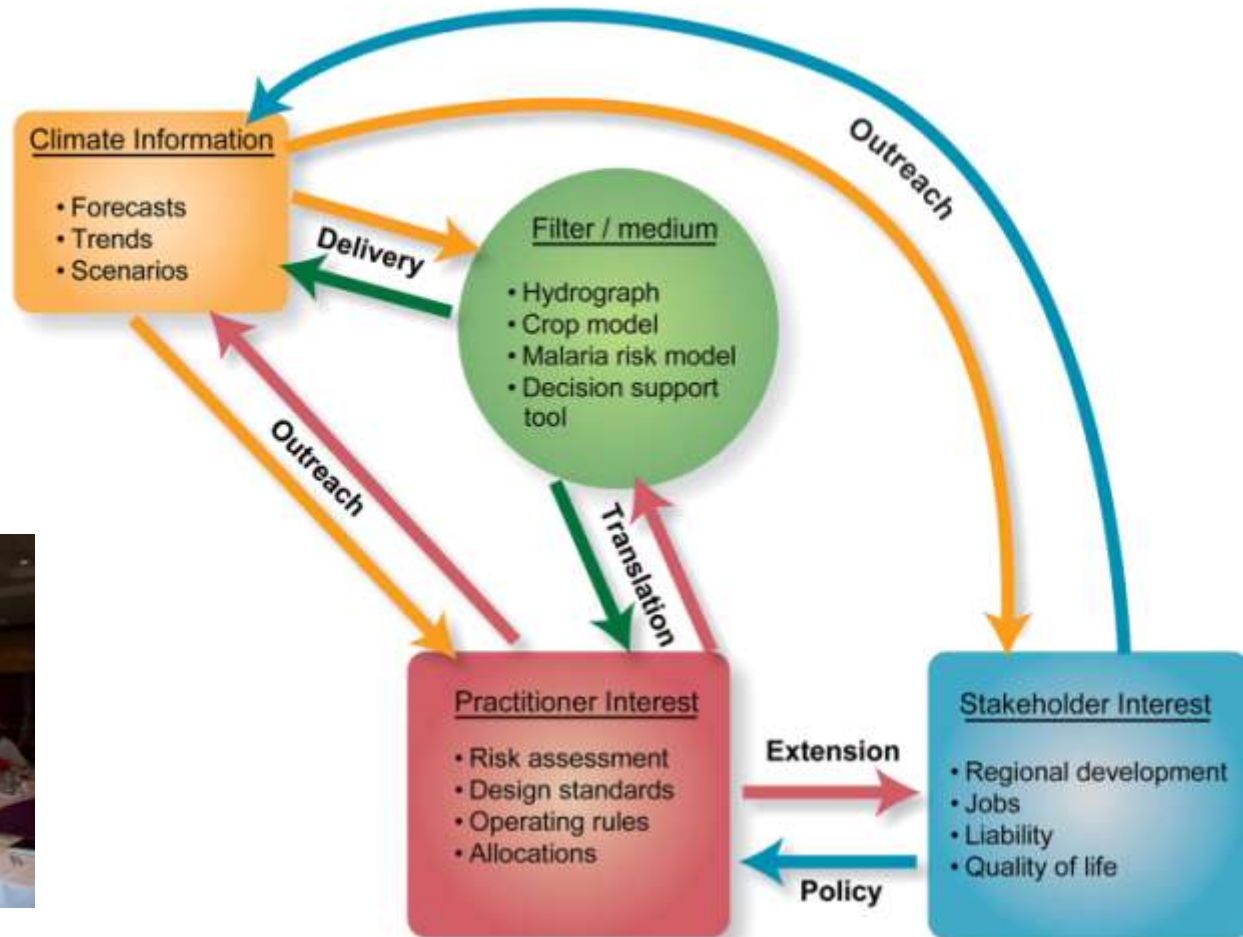 Climate Information
• Forecasts
• Trends
• Scenarios
Delivery
Filter / medium
• Hydrograph
• Crop model
• Malaria risk model
• Decision support
tool
Outreach
Outreach
Translation
Practitioner Interest
• Risk assessment
• Design standards
• Operating rules
• Allocations
Extension
Policy
Stakeholder Interest
• Regional development
• Jobs
• Liability
• Quality of life